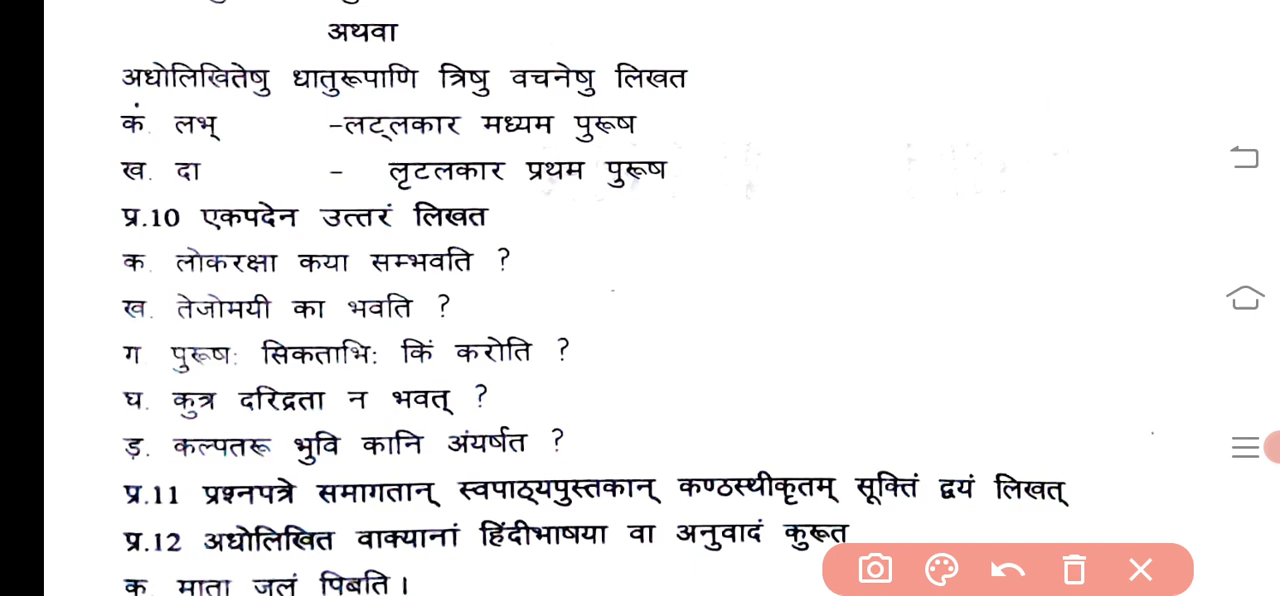 अथवा
अधोलिखितेषु धातुरूपाणि त्रिषु वचनेषु लिखत
कं. लभ् -लट्लकार मध्यम पुरूष
ख. दा - लृटलकार प्रथम पुरूष
प्र.10 एकपदेन उत्तरं लिखत
क. लोकरक्षा कया सम्भवति ?
ख. तेजोमयी का भवति ?
ग पुरूषः सिकताभिः किं करोति ?
घ. कुत्र दरिद्रता न भवत् ?
ड़. कल्पतरू भुवि कानि अंयर्षत ?
प्र.11 प्रश्नपत्रे समागतान् स्वपाठ्यपुस्तकान् कण्ठस्थीकृतम् सूक्तिं द्वयं लिखत्
प्र.12 अधोलिखित वाक्यानां हिंदीभाषया वा अनुवादं कुरूत
क. माता जलं पिबति।